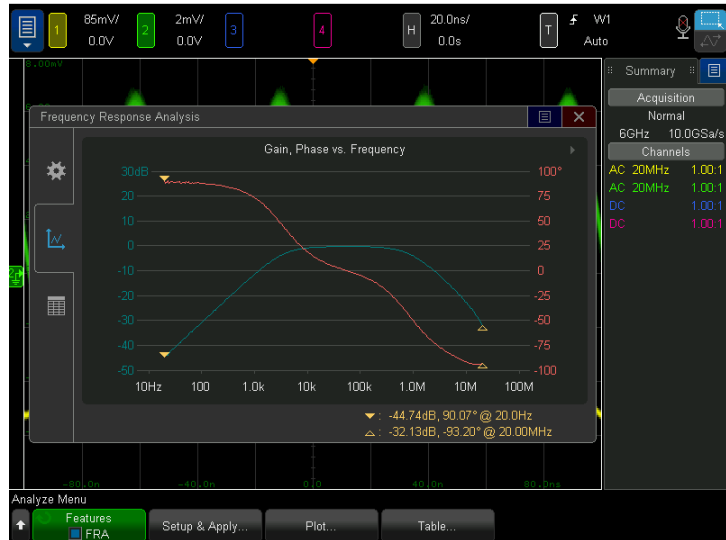 1 85mV/ 0.0V 2 2mV/ 0.0V 3 4 H 20.0ns/ 0.0s T W1 Auto
8.00mV
Summary
Acquisition
Normal
6GHz 10.0GSa/s
Channels
AC 20MHz 1.00:1
AC 20MHz 1.00:1
DC 1.00:1
DC 1.00:1
Frequency Response Analysis
Gain, Phase vs. Frequency
30dB 100°
20 75
10 50
0 25
-10 0
-20 -25
-30 -50
-40 -75
-50 -100
10Hz 100 1.0k 10k 100k 1.0M 10M 100M
: -44.74dB, 90.07° @ 20.0Hz
: -32.13dB, -93.20° @ 20.00MHz
-80.0n -40.0n 0.0 40.0n 80.0ns
Analyze Menu
Features
FRA
Setup & Apply...
Plot...
Table...